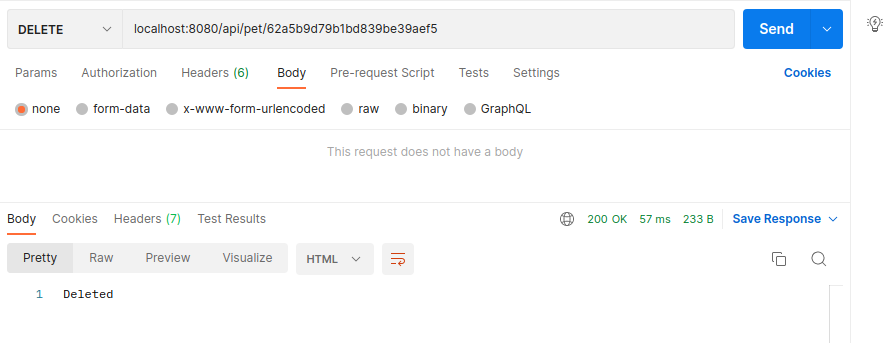 DELETE localhost:8080/api/pet/62a5b9d79b1bd839be39aef5 Send
Params Authorization Headers (6) Body Pre-request Script Tests Settings Cookies
none form-data x-www-form-urlencoded raw binary GraphQL
This request does not have a body
Body Cookies Headers (7) Test Results 200 OK 57 ms 233 B Save Response
Pretty Raw Preview Visualize HTML
1 Deleted